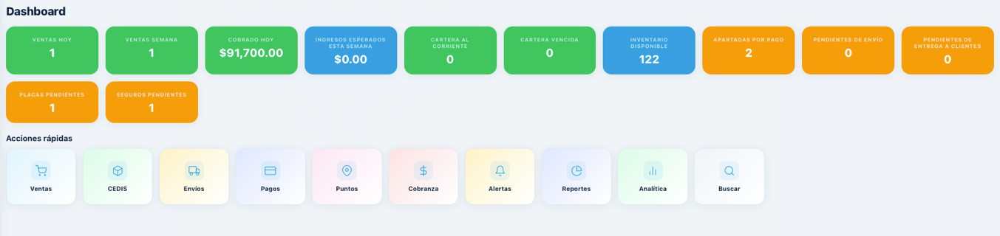 Dashboard
VENTAS HOY
1
VENTAS SEMANA
1
COBRADO HOY
$91,700.00
INGRESOS ESPERADOS
ESTA SEMANA
$0.00
CARTERA AL
CORRIENTE
0
CARTERA VENCIDA
0
INVENTARIO
DISPONIBLE
122
APARTADAS POR PAGO
2
PENDIENTES DE ENVÍO
0
PENDIENTES DE
ENTREGA A CLIENTES
0
PLACAS PENDIENTES
1
SEGUROS PENDIENTES
1
Acciones rápidas
Ventas
CEDIS
Envíos
Pagos
Puntos
Cobranza
Alertas
Reportes
Analítica
Buscar